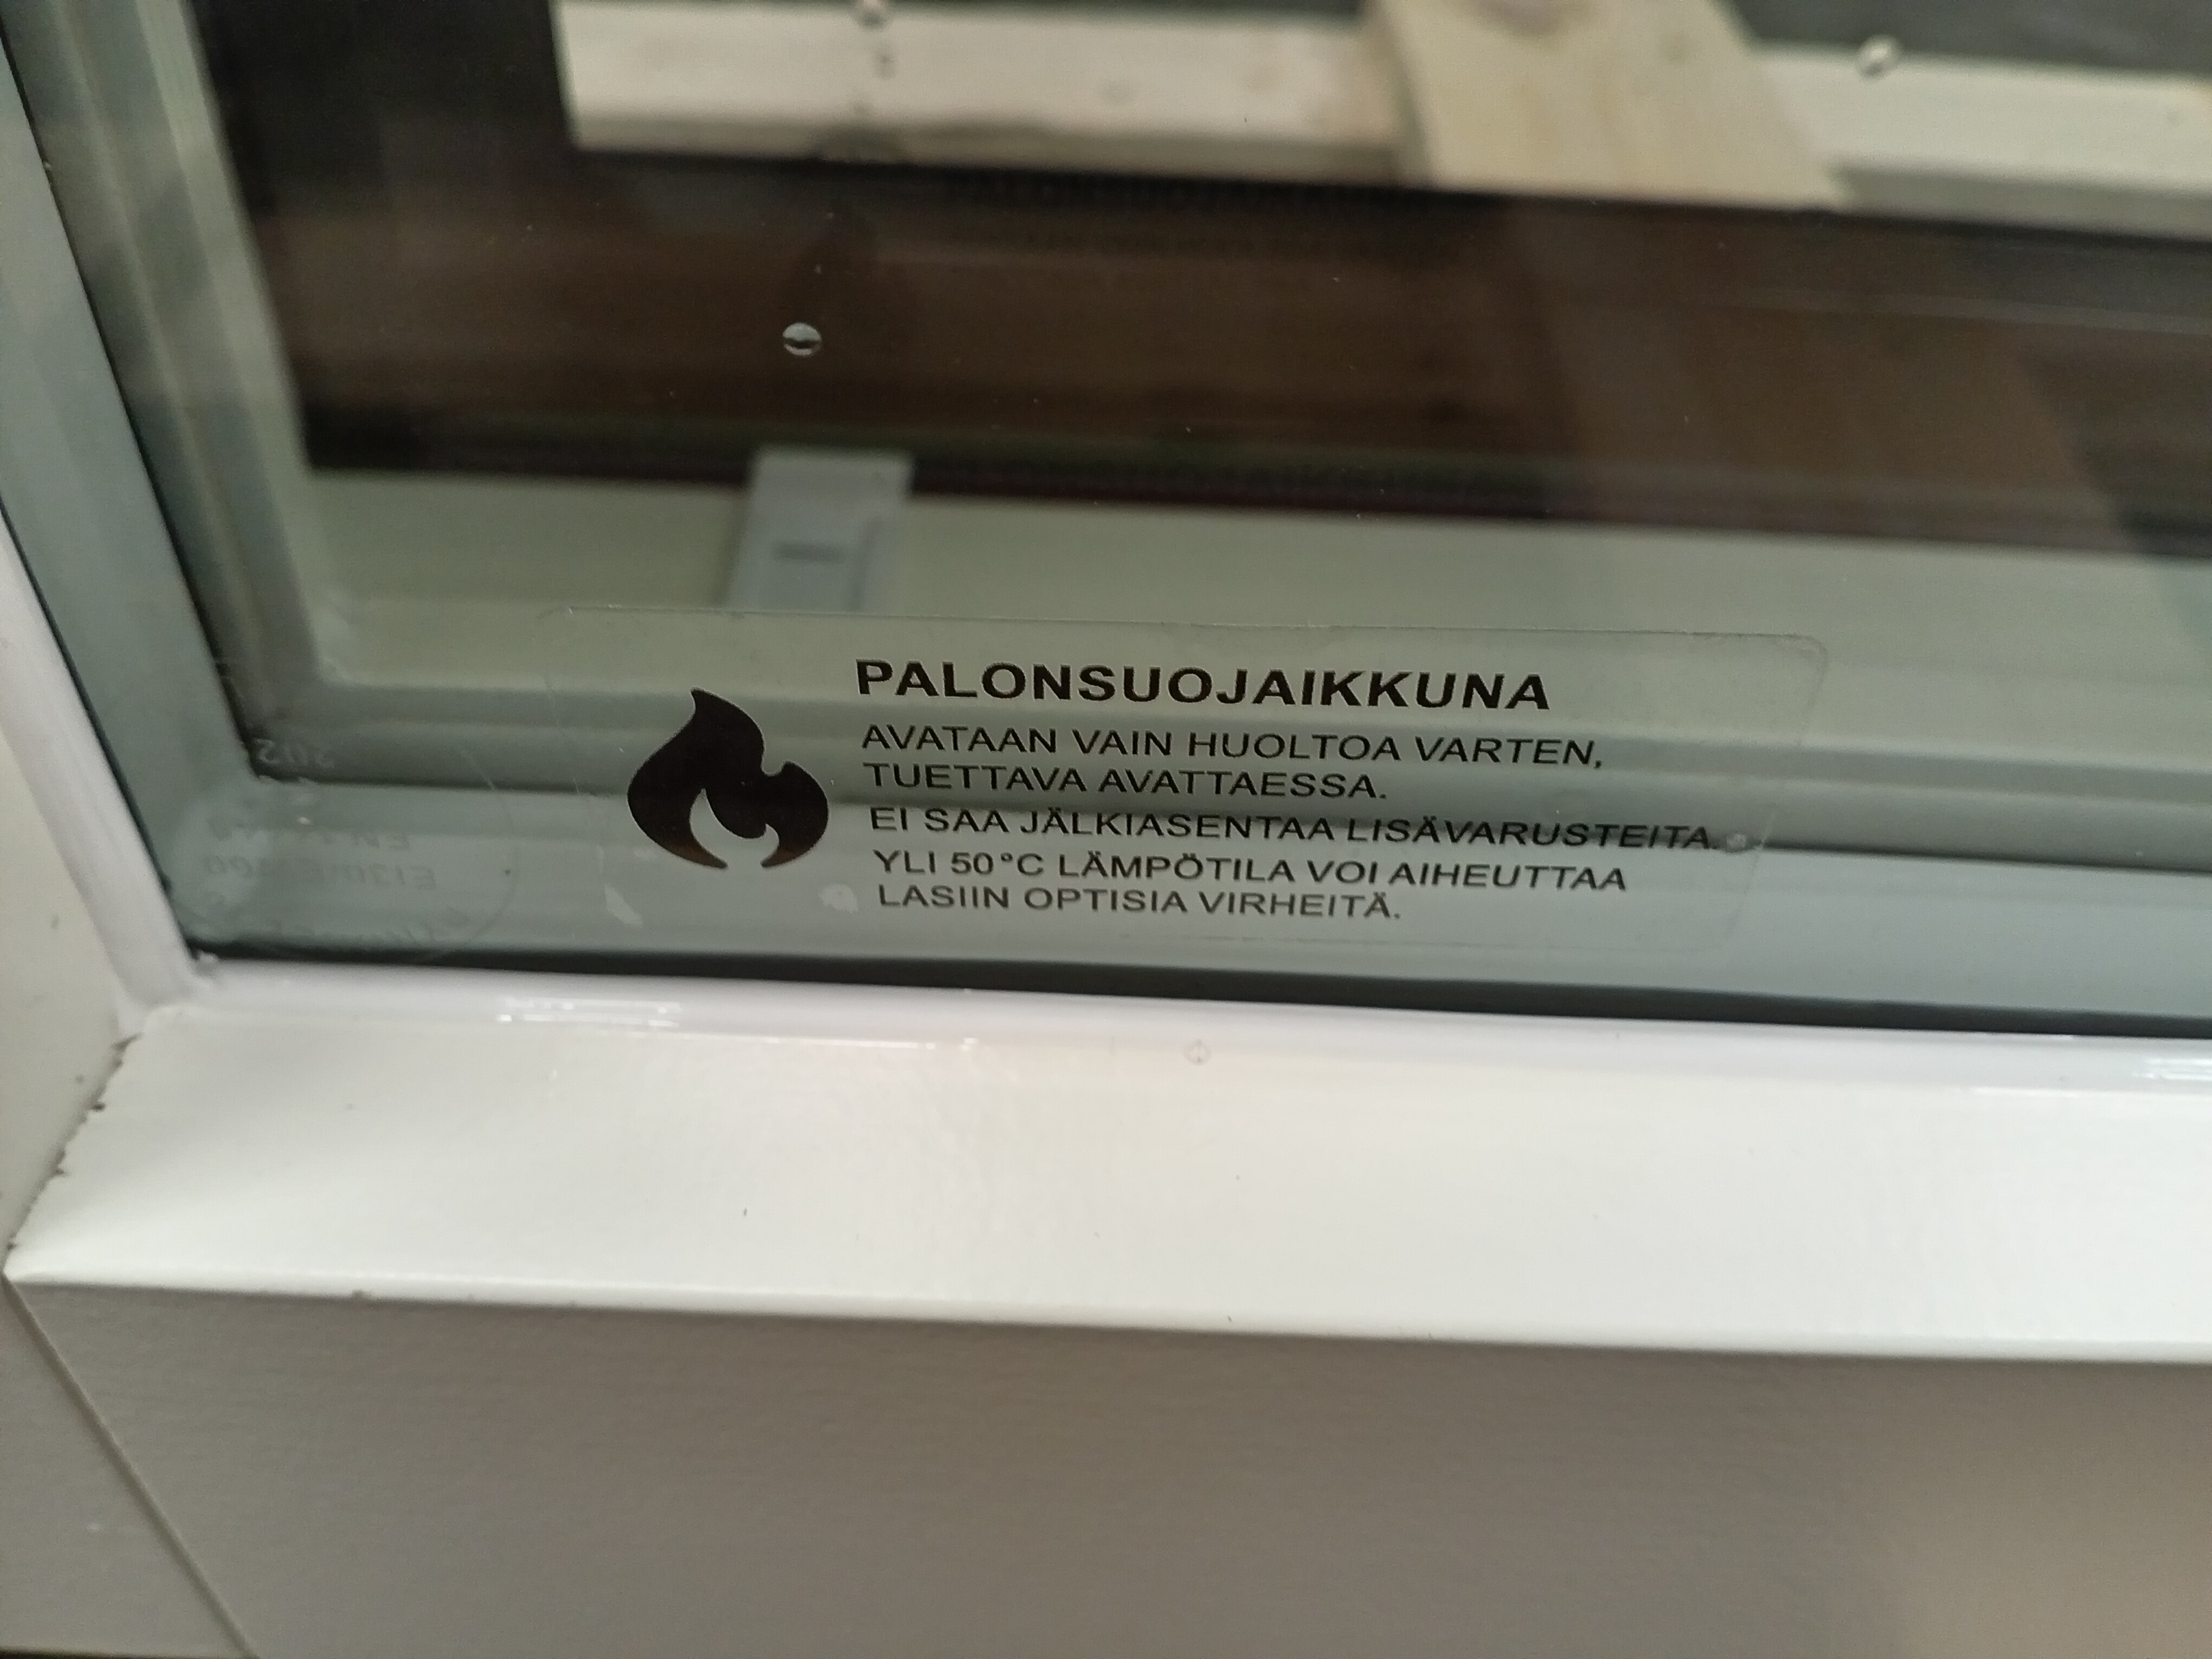 PALONSUOJAIKKUNA
AVATAAN VAIN HUOLTOA VARTEN,
TUETTAVA AVATTAESSA.
EI SAA JÄLKIASENTAA LISÄVARUSTEITA.
YLI 50°C LÄMPÖTILA VOI AIHEUTTAA
LASIIN OPTISIA VIRHEITÄ.